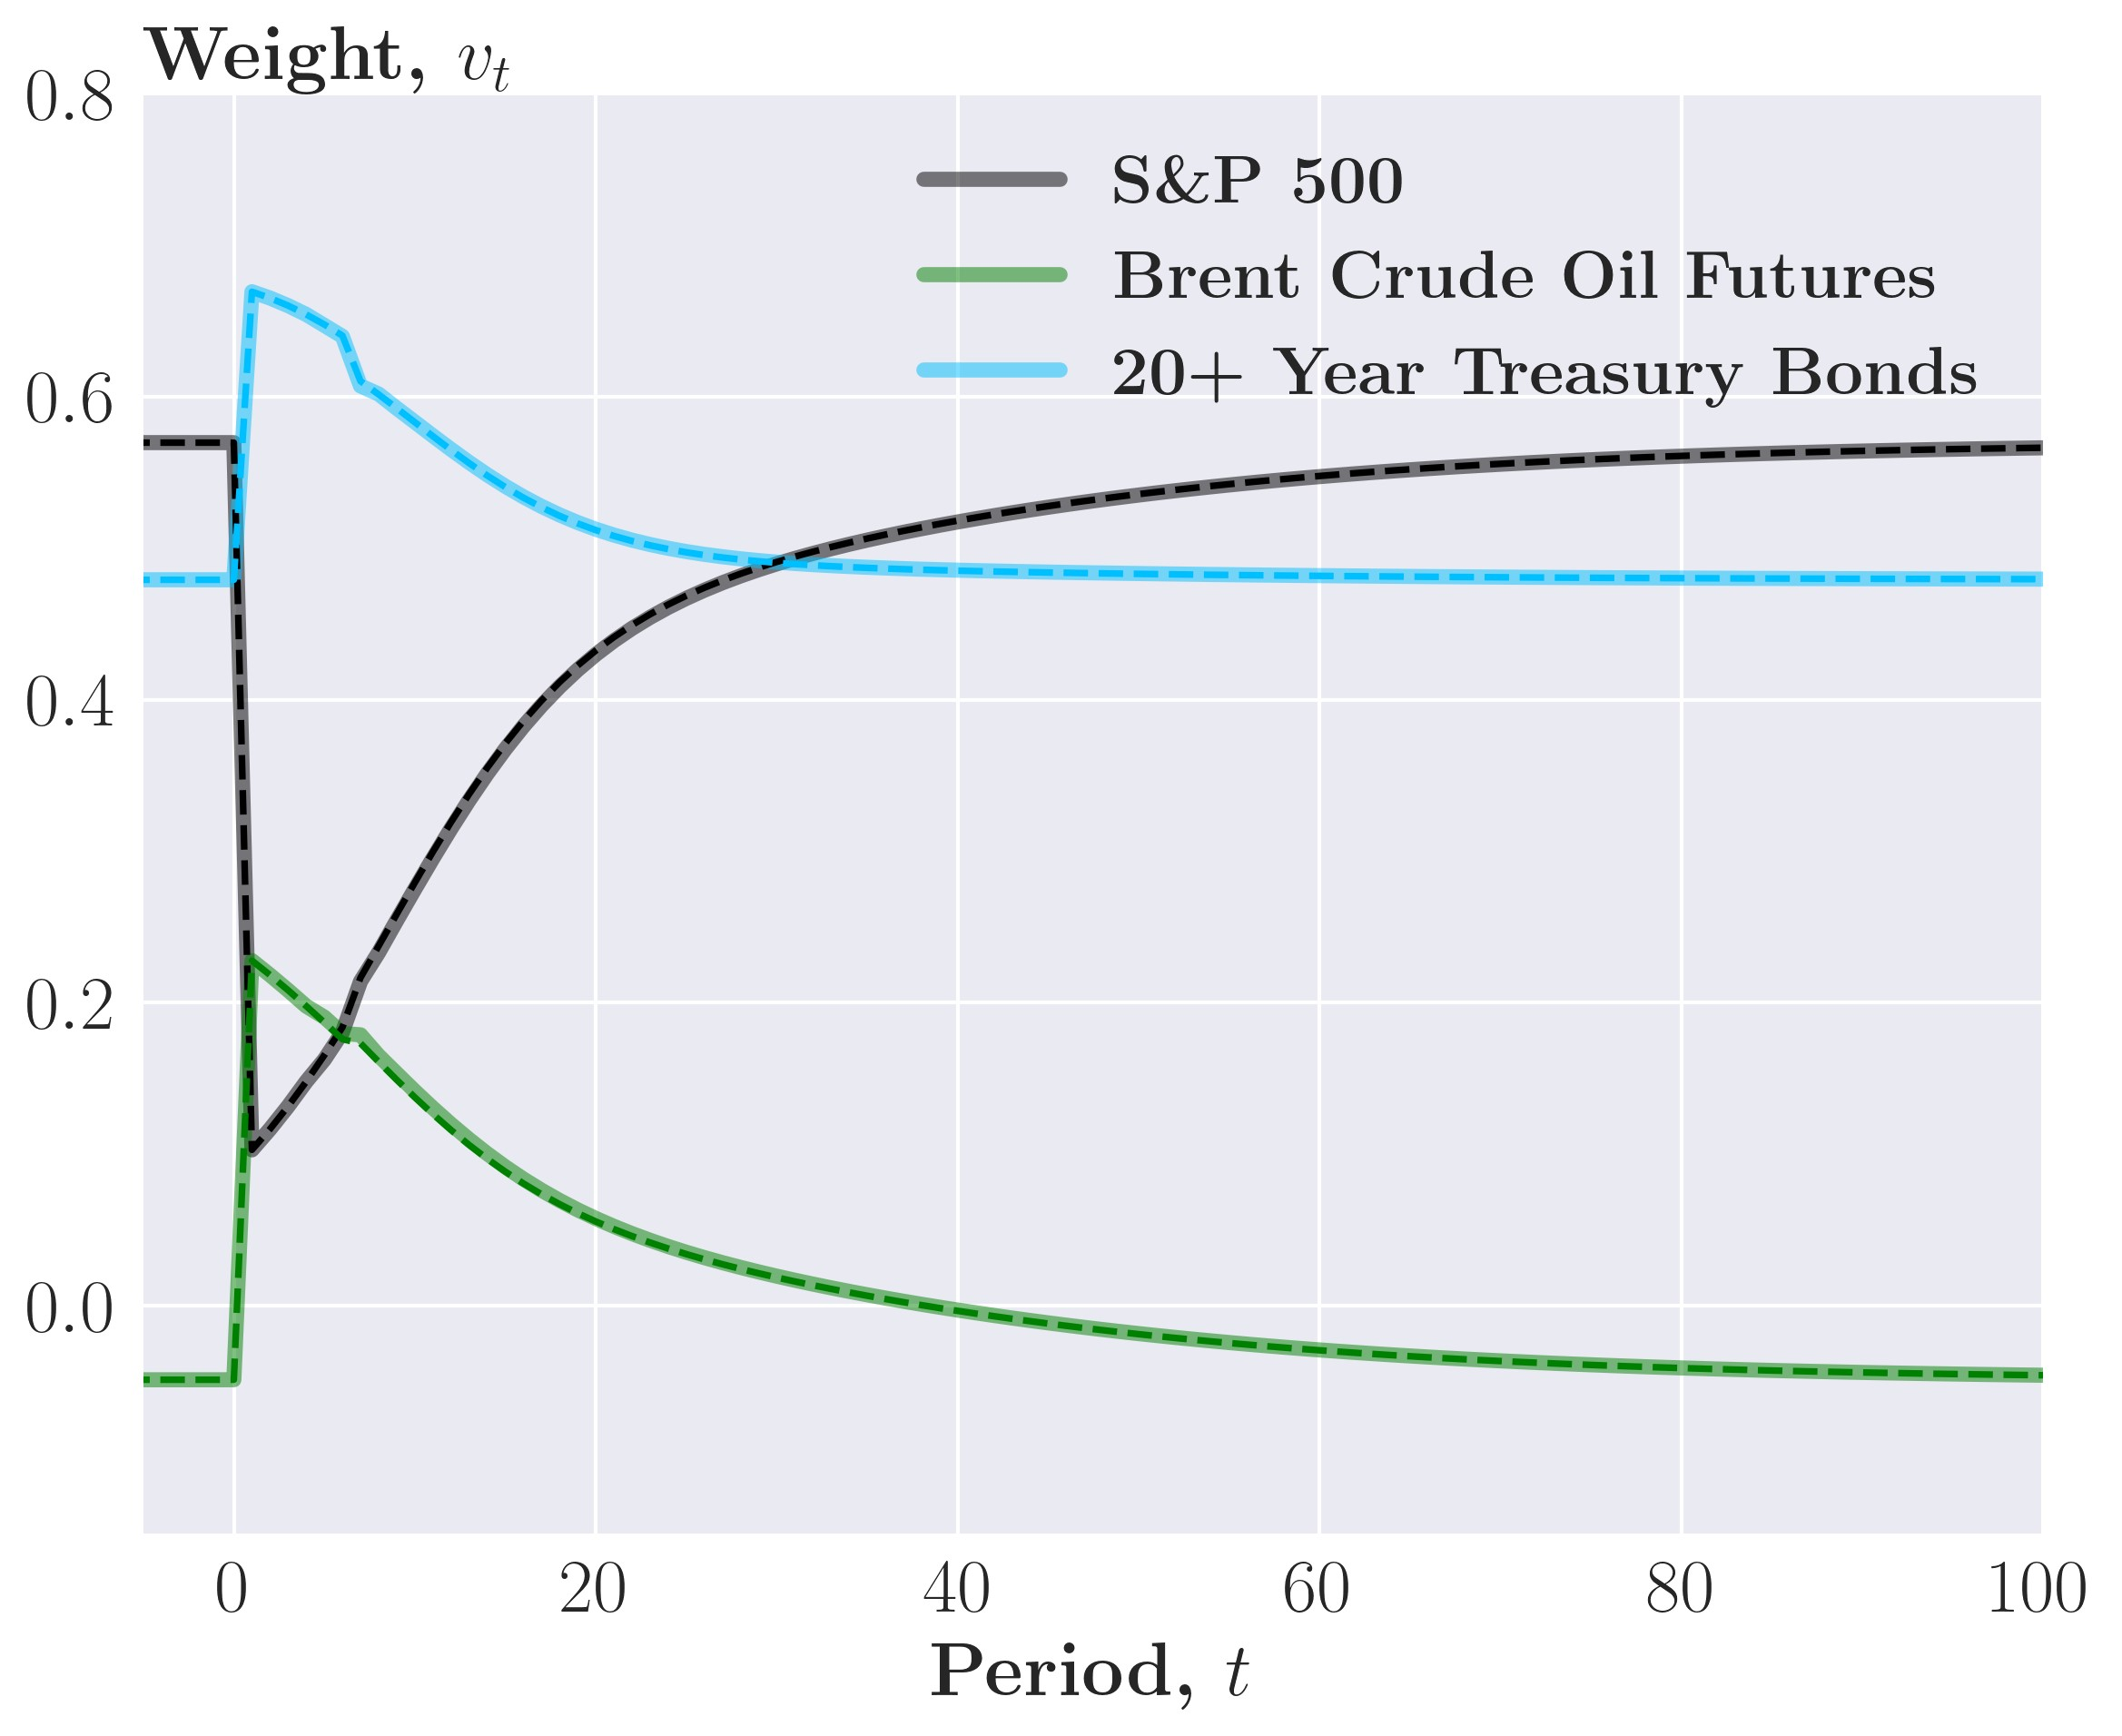 Weight, v_t
0.8
0.6
0.4
0.2
0.0
S&P 500
Brent Crude Oil Futures
20+ Year Treasury Bonds
0 20 40 60 80 100
Period, t